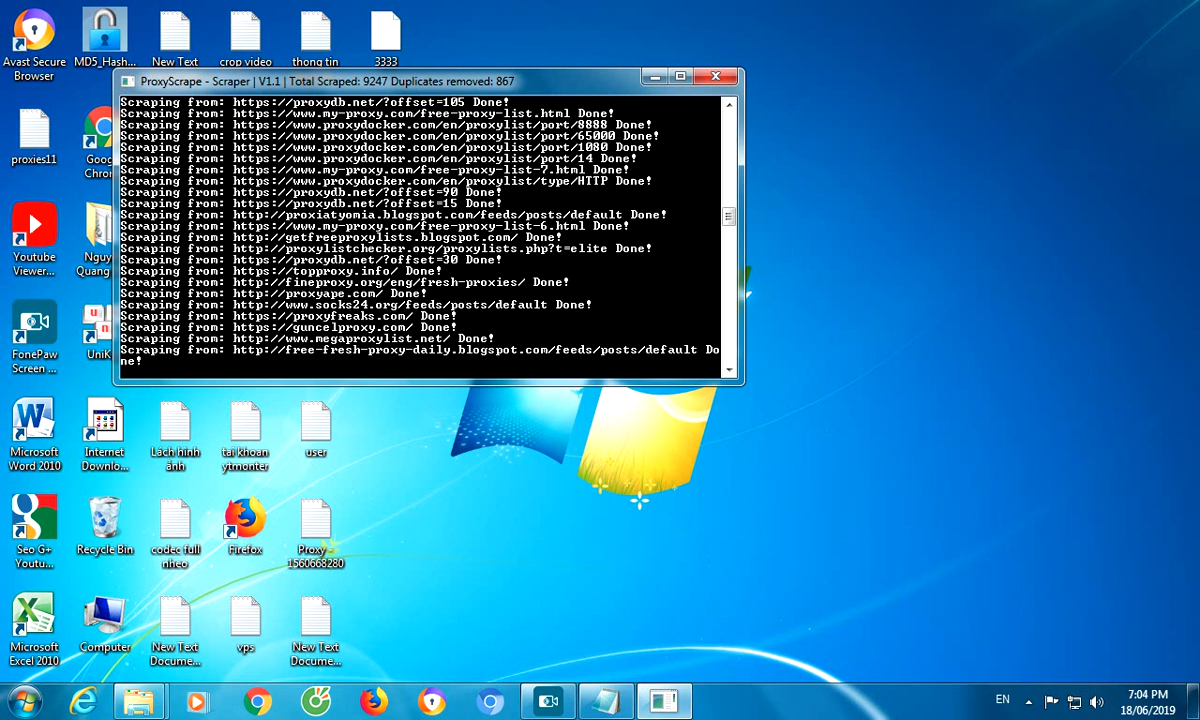 Avast Secure
Browser
MD5_Hash...
New Text
crop video
thong tin
3333
ProxyScrape - Scraper | V1.1 | Total Scraped: 9247 Duplicates removed: 867
Scraping from: https://proxydb.net/?offset=105 Done!
Scraping from: https://www.my-proxy.com/free-proxy-list.html Done!
Scraping from: https://www.proxydocker.com/en/proxylist/port/8888 Done!
Scraping from: https://www.proxydocker.com/en/proxylist/port/65000 Done!
Scraping from: https://www.proxydocker.com/en/proxylist/port/1080 Done!
Scraping from: https://www.proxydocker.com/en/proxylist/port/14 Done!
Scraping from: https://www.my-proxy.com/free-proxy-list-7.html Done!
Scraping from: https://www.proxydocker.com/en/proxylist/type/HTTP Done!
Scraping from: https://proxydb.net/?offset=90 Done!
Scraping from: https://proxydb.net/?offset=15 Done!
Scraping from: http://proxiatyomia.blogspot.com/feeds/posts/default Done!
Scraping from: https://www.my-proxy.com/free-proxy-list-6.html Done!
Scraping from: http://getfreeproxylists.blogspot.com/ Done!
Scraping from: http://proxylistchecker.org/proxylists.php?t=elite Done!
Scraping from: https://proxydb.net/?offset=30 Done!
Scraping from: https://topproxy.info/ Done!
Scraping from: http://fineproxy.org/eng/fresh-proxies/ Done!
Scraping from: http://proxyape.com/ Done!
Scraping from: http://www.socks24.org/feeds/posts/default Done!
Scraping from: https://proxyfreaks.com/ Done!
Scraping from: https://guncelproxy.com/ Done!
Scraping from: http://www.megaproxylist.net/ Done!
Scraping from: http://free-fresh-proxy-daily.blogspot.com/feeds/posts/default Do
ne!
proxies11
Goog
Chron
Youtube
Viewer...
Nguy
Quang
FonePaw
Screen ...
UniK
Microsoft
Word 2010
Internet
Downlo...
Lách hình
ảnh
tai khoan
ytmonter
user
Seo G+
Youtu...
Recycle Bin
codec full
nheo
Firefox
Proxy -
1560668280
Microsoft
Excel 2010
Computer
New Text
Docume...
vps
New Text
Docume...
EN
7:04 PM
18/06/2019